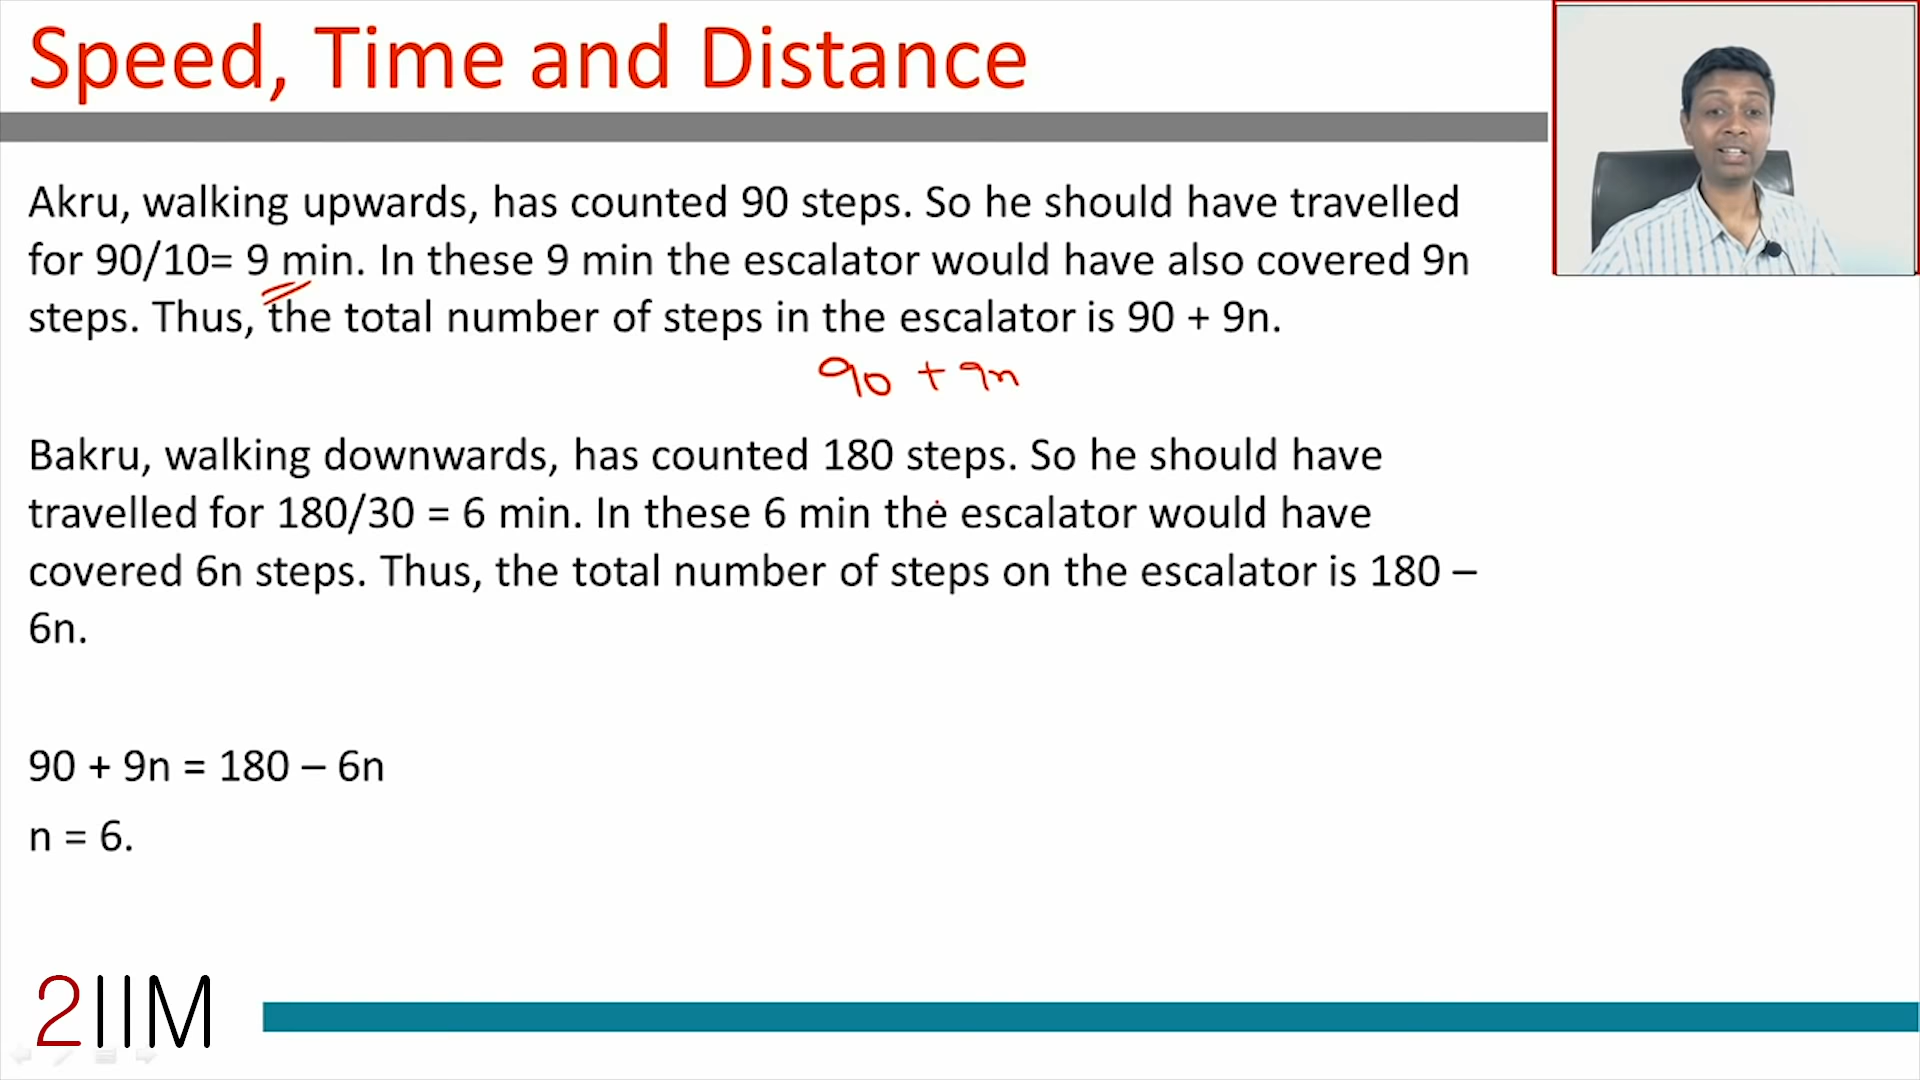 Speed, Time and Distance
Akru, walking upwards, has counted 90 steps. So he should have travelled
for 90/10= 9 min. In these 9 min the escalator would have also covered 9n
steps. Thus, the total number of steps in the escalator is 90 + 9n.
90 + 9n
Bakru, walking downwards, has counted 180 steps. So he should have
travelled for 180/30 = 6 min. In these 6 min the escalator would have
covered 6n steps. Thus, the total number of steps on the escalator is 180 –
6n.
90 + 9n = 180 – 6n
n = 6.
2IIM